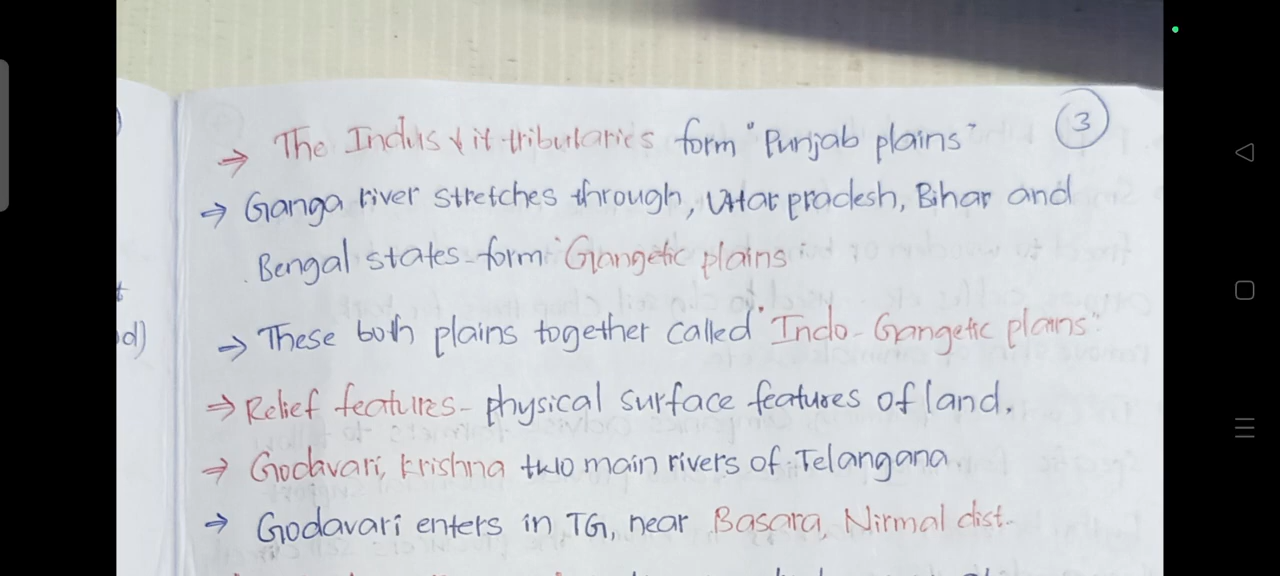 3
→ The Indus & it tributaries form "Punjab plains"
→ Ganga river stretches through, Uttar pradesh, Bihar and
Bengal states - form Gangetic plains
→ These both plains together called "Indo-Gangetic plains"
→ Relief features - physical surface features of land.
→ Godavari, krishna two main rivers of Telangana
→ Godavari enters in TG, near Basara, Nirmal dist-